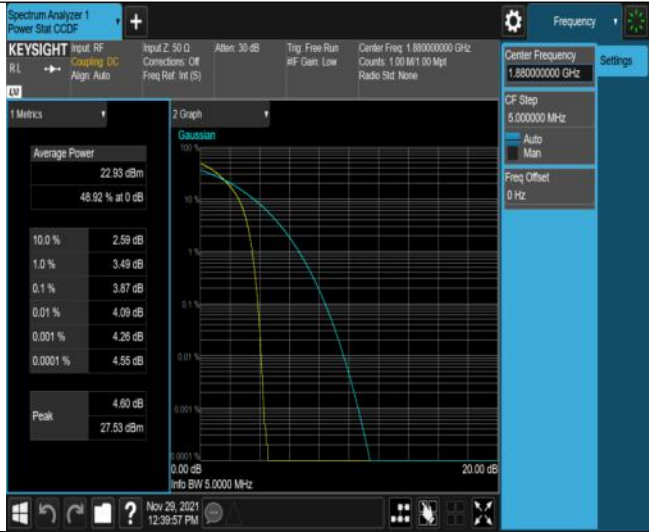 Spectrum Analyzer 1
Power Stat CCDF
Frequency
KEYSIGHT
Input: RF
Coupling: DC
Align: Auto
Input Z: 50 Ω
Corrections: Off
Freq Ref: Int (S)
Atten: 30 dB
Trig: Free Run
#IF Gain: Low
Center Freq: 1.880000000 GHz
Counts: 1.00 M/1.00 Mpt
Radio Std: None
RL
LV
Center Frequency
1.880000000 GHz
Settings
CF Step
5.000000 MHz
Auto
Man
Freq Offset
0 Hz
1 Metrics
Average Power
22.93 dBm
48.92 % at 0 dB
10.0 % 2.59 dB
1.0 % 3.49 dB
0.1 % 3.87 dB
0.01 % 4.09 dB
0.001 % 4.26 dB
0.0001 % 4.55 dB
Peak
4.60 dB
27.53 dBm
2 Graph
Gaussian
100 %
10 %
1 %
0.1 %
0.01 %
0.001 %
0.0001 %
0.00 dB
20.00 dB
Info BW 5.0000 MHz
?
Nov 29, 2021
12:39:57 PM